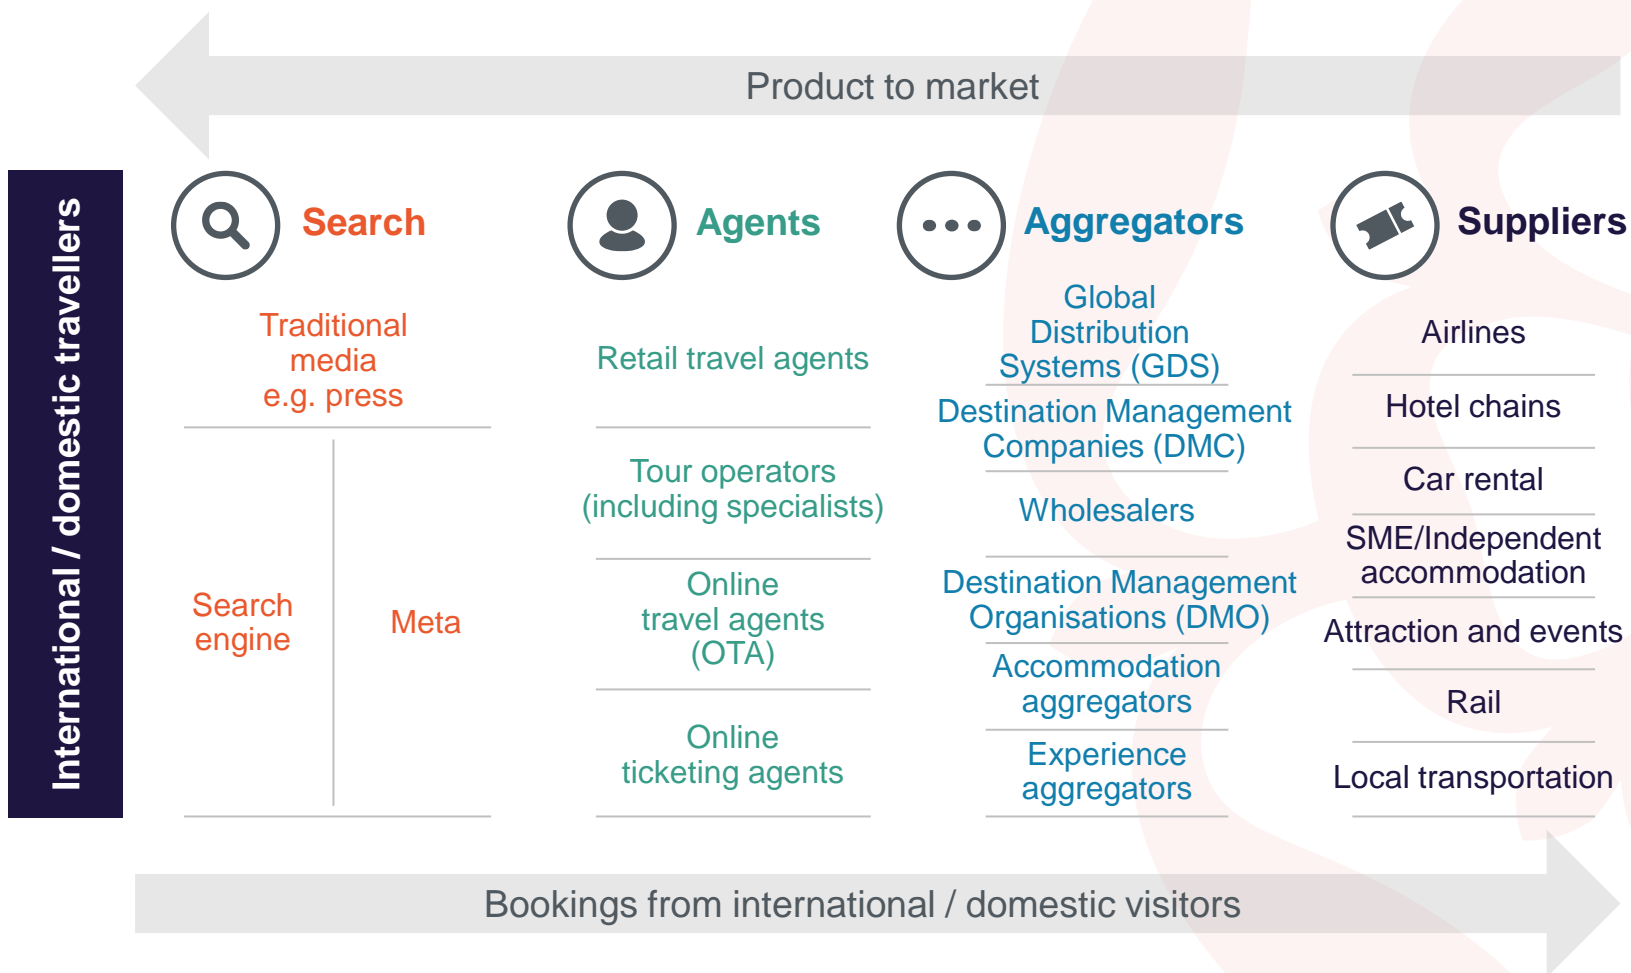 Product to market
International / domestic travellers
Search
Traditional
media
e.g. press
Search
engine
Meta
Agents
Retail travel agents
Tour operators
(including specialists)
Online
travel agents
(OTA)
Online
ticketing agents
Aggregators
Global
Distribution
Systems (GDS)
Destination Management
Companies (DMC)
Wholesalers
Destination Management
Organisations (DMO)
Accommodation
aggregators
Experience
aggregators
Suppliers
Airlines
Hotel chains
Car rental
SME/Independent
accommodation
Attraction and events
Rail
Local transportation
Bookings from international / domestic visitors